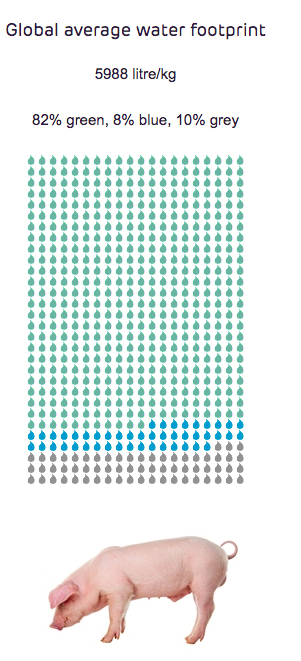 Global average water footprint
5988 litre/kg
82% green, 8% blue, 10% grey